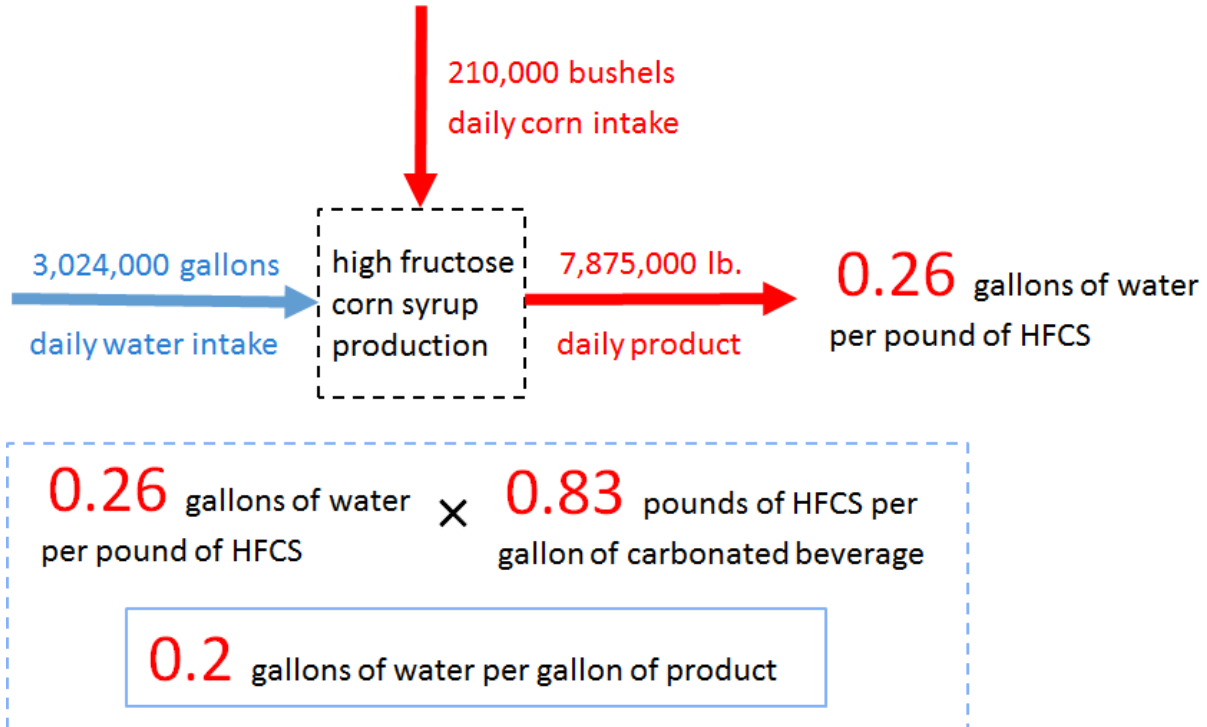 210,000 bushels
daily corn intake
3,024,000 gallons
daily water intake
high fructose
corn syrup
production
7,875,000 lb.
daily product
0.26 gallons of water
per pound of HFCS
0.26 gallons of water
per pound of HFCS
×
0.83 pounds of HFCS per
gallon of carbonated beverage
0.2 gallons of water per gallon of product